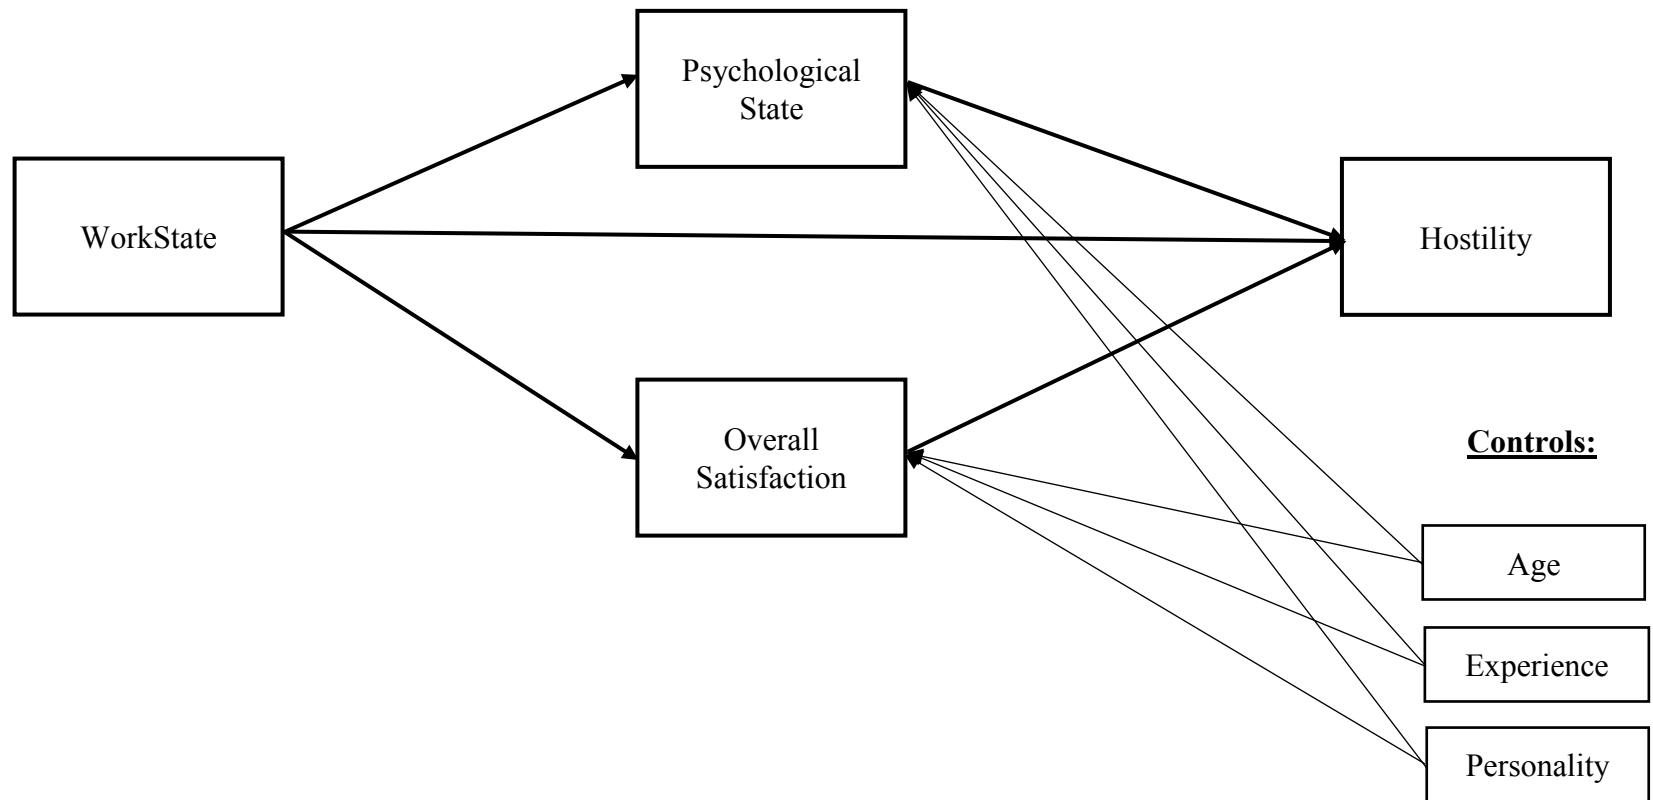 Psychological
State
WorkState
Hostility
Overall
Satisfaction
Controls:
Age
Experience
Personality